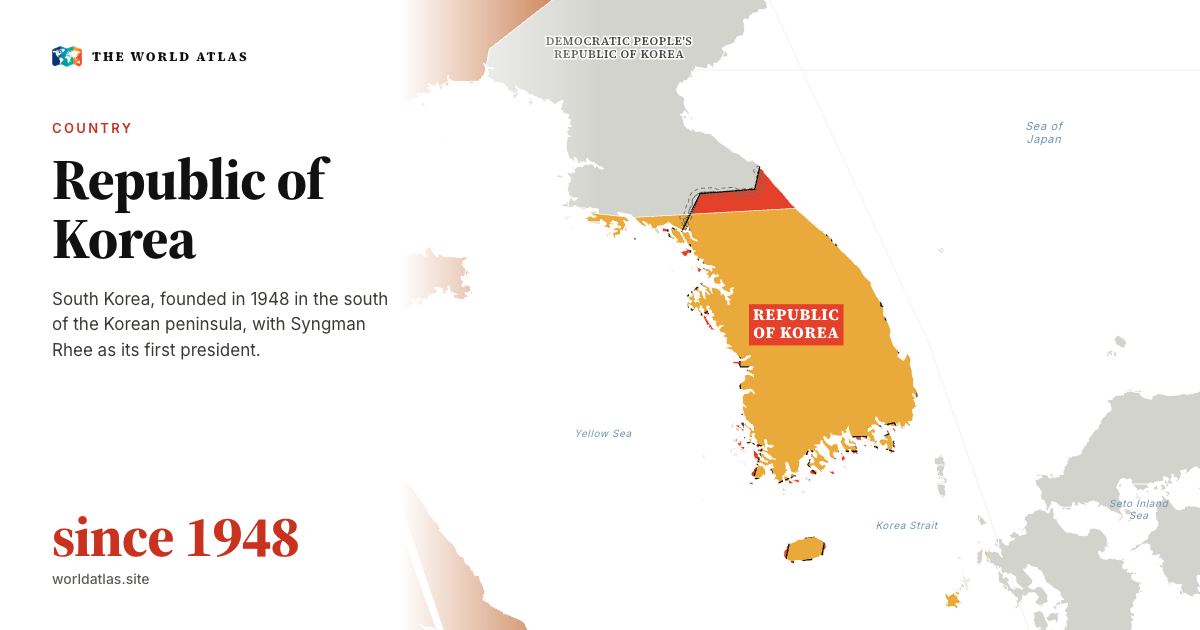 THE WORLD ATLAS
COUNTRY
Republic of
Korea
South Korea, founded in 1948 in the south
of the Korean peninsula, with Syngman
Rhee as its first president.
since 1948
worldatlas.site
DEMOCRATIC PEOPLE'S
REPUBLIC OF KOREA
Sea of
Japan
REPUBLIC
OF KOREA
Yellow Sea
Korea Strait
Seto Inland
Sea